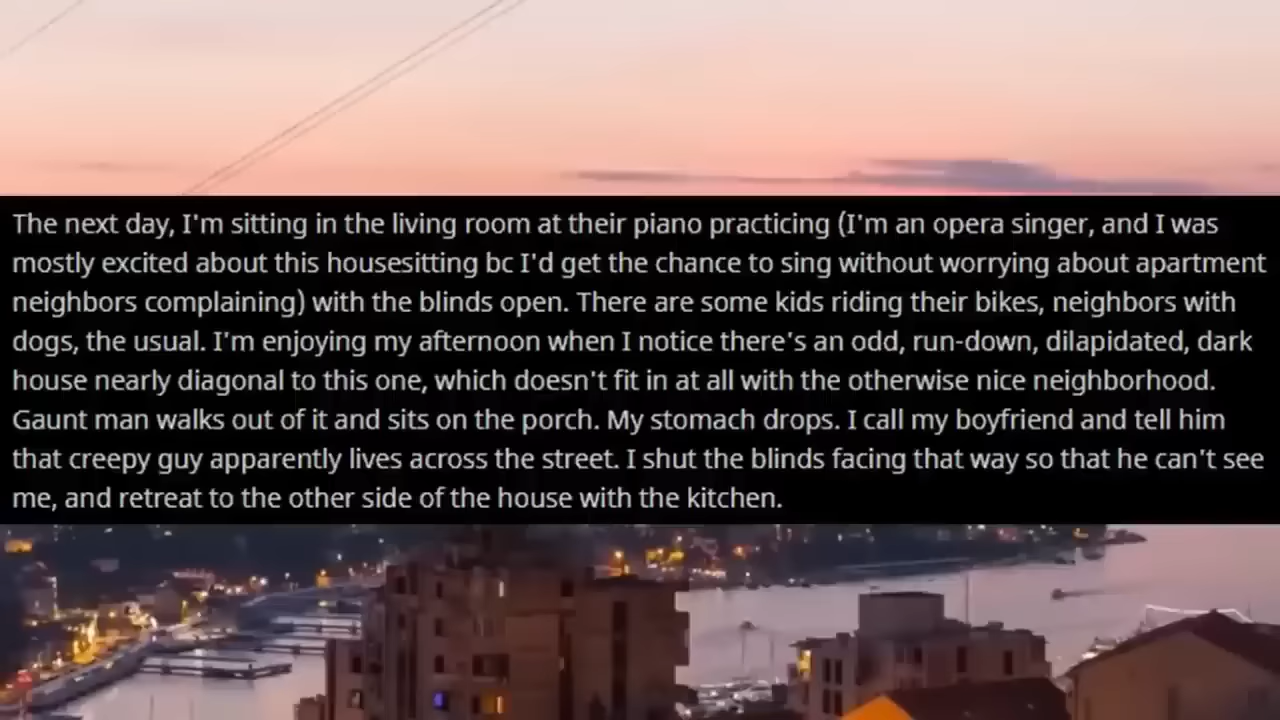 The next day, I'm sitting in the living room at their piano practicing (I'm an opera singer, and I was
mostly excited about this housesitting bc I'd get the chance to sing without worrying about apartment
neighbors complaining) with the blinds open. There are some kids riding their bikes, neighbors with
dogs, the usual. I'm enjoying my afternoon when I notice there's an odd, run-down, dilapidated, dark
house nearly diagonal to this one, which doesn't fit in at all with the otherwise nice neighborhood.
Gaunt man walks out of it and sits on the porch. My stomach drops. I call my boyfriend and tell him
that creepy guy apparently lives across the street. I shut the blinds facing that way so that he can't see
me, and retreat to the other side of the house with the kitchen.